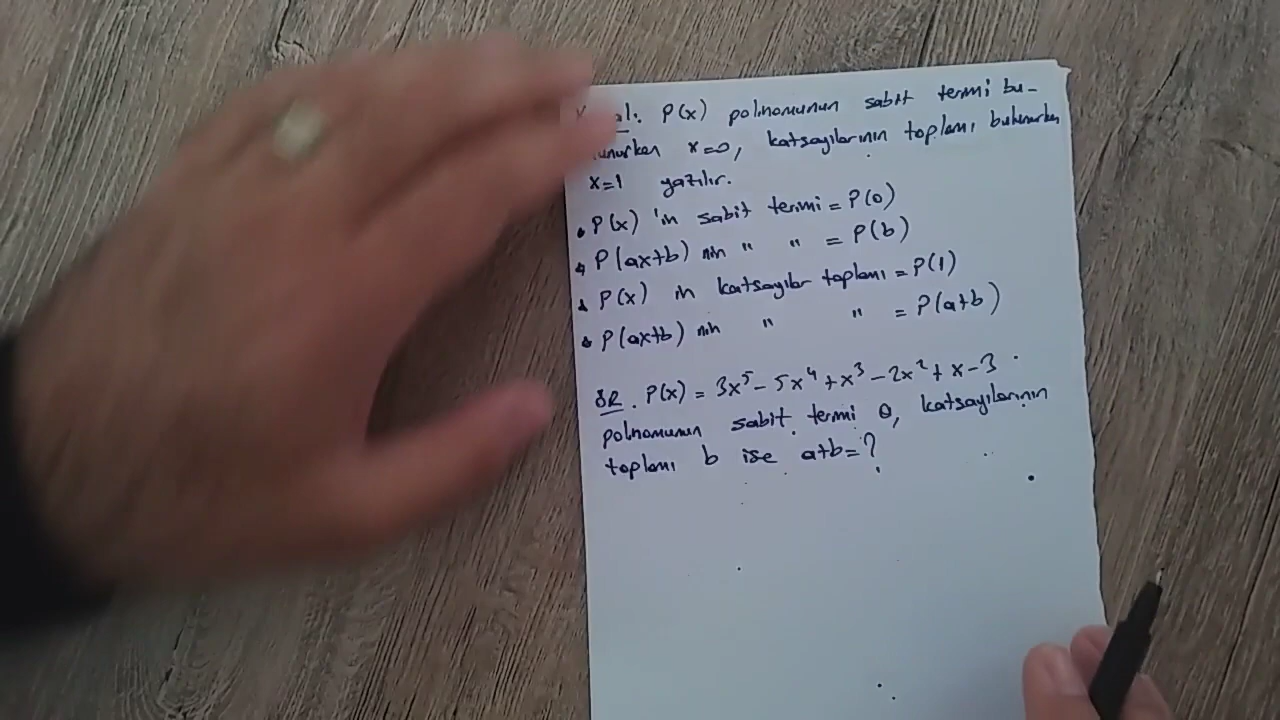 P(x) polinomunun sabit termi bu-
lunurken x=0, katsayılarının toplamı bulunurken
x=1 yazılır.
• P(x) 'in sabit termi = P(0)
• P(ax+b) nin " " = P(b)
• P(x) in katsayılar toplamı = P(1)
• P(ax+b) nin " " = P(a+b)
ÖR. P(x) = 3x⁵ - 5x⁴ + x³ - 2x² + x - 3
polinomunun sabit termi a, katsayılarının
toplamı b ise a+b=?